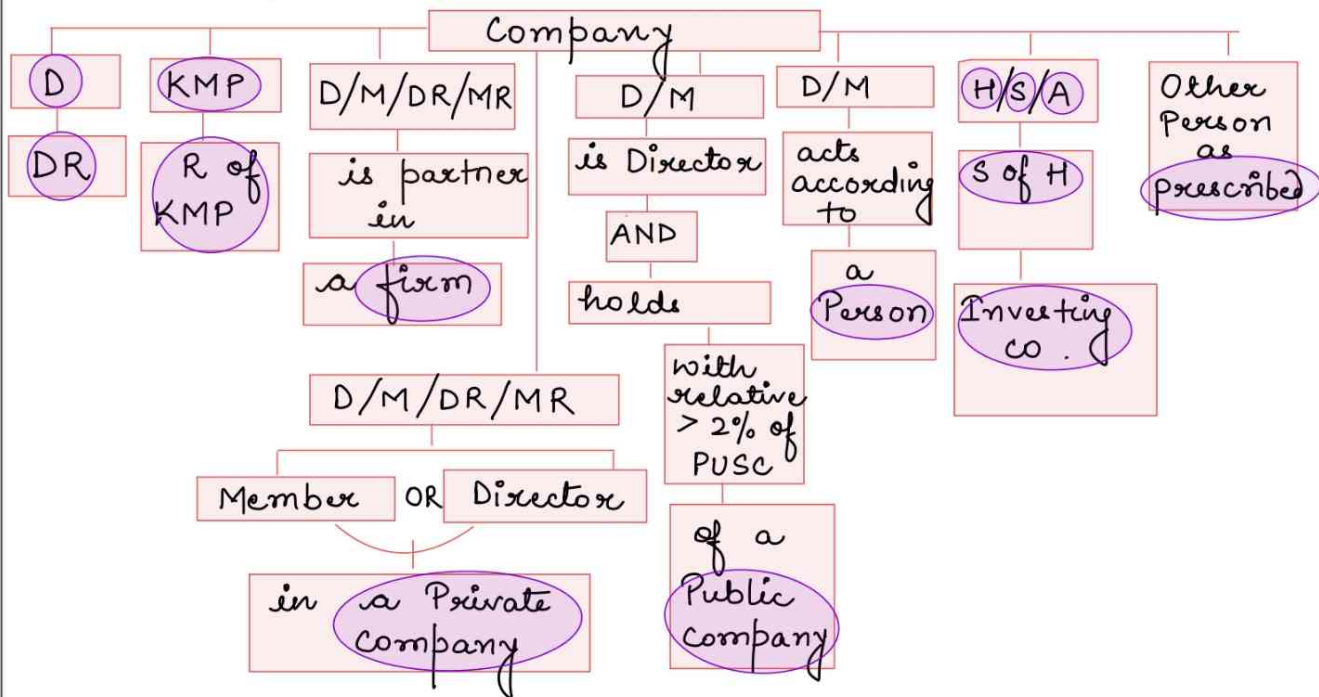 Company
D
DR
KMP
R of
KMP
D/M/DR/MR
is partner
in
a firm
D/M/DR/MR
Member OR Director
in a Private
company
D/M
is Director
AND
holds
with
relative
> 2% of
PUSC
of a
Public
company
D/M
acts
according
to
a
Person
H/S/A
S of H
Investing
co.
Other
Person
as
prescribed